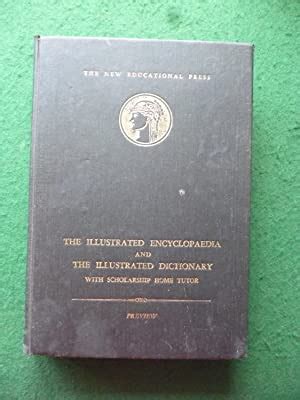 THE NEW EDUCATIONAL PRESS
THE ILLUSTRATED ENCYCLOPAEDIA
AND
THE ILLUSTRATED DICTIONARY
WITH SCHOLARSHIP HOME TUTOR
PREVIEW